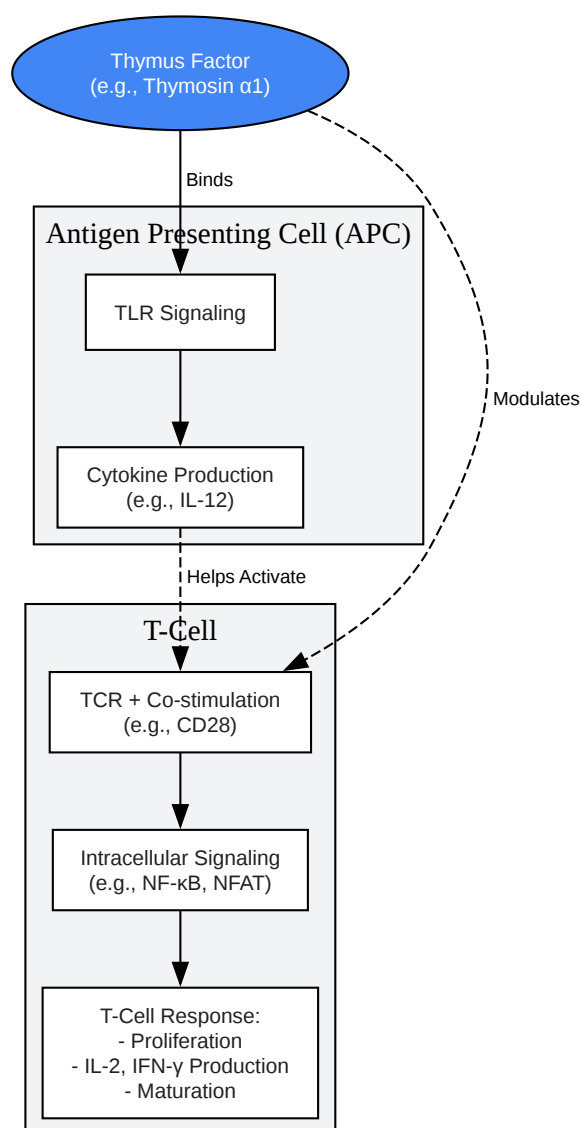 Thymus Factor
(e.g., Thymosin α1)
Binds
Antigen Presenting Cell (APC)
TLR Signaling
Modulates
Cytokine Production
(e.g., IL-12)
Helps Activate
T-Cell
TCR + Co-stimulation
(e.g., CD28)
Intracellular Signaling
(e.g., NF-κB, NFAT)
T-Cell Response:
- Proliferation
- IL-2, IFN-γ Production
- Maturation